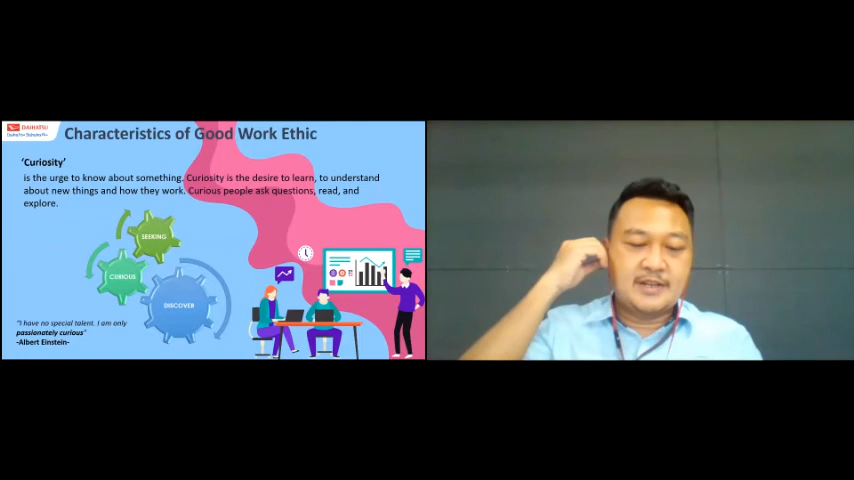 DAIHATSU
Characteristics of Good Work Ethic
‘Curiosity’
is the urge to know about something. Curiosity is the desire to learn, to understand
about new things and how they work. Curious people ask questions, read, and
explore.
SEEKING
CURIOUS
DISCOVER
"I have no special talent. I am only
passionately curious"
-Albert Einstein-